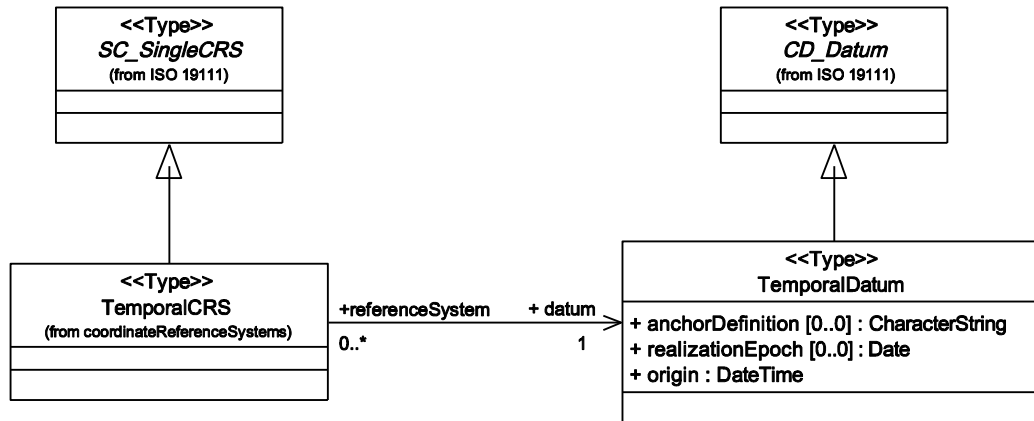 <<Type>>
SC_SingleCRS
(from ISO 19111)
<<Type>>
CD_Datum
(from ISO 19111)
<<Type>>
TemporalCRS
(from coordinateReferenceSystems)
+referenceSystem
0..*
+ datum
1
<<Type>>
TemporalDatum
+ anchorDefinition [0..0] : CharacterString
+ realizationEpoch [0..0] : Date
+ origin : DateTime